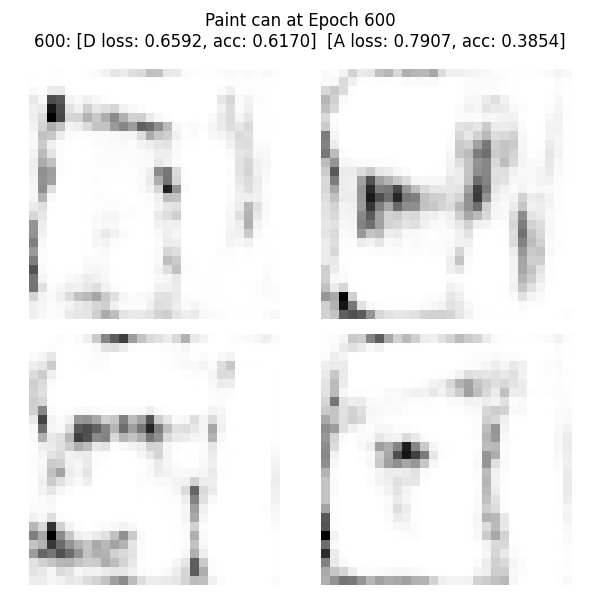 Paint can at Epoch 600
600: [D loss: 0.6592, acc: 0.6170]  [A loss: 0.7907, acc: 0.3854]